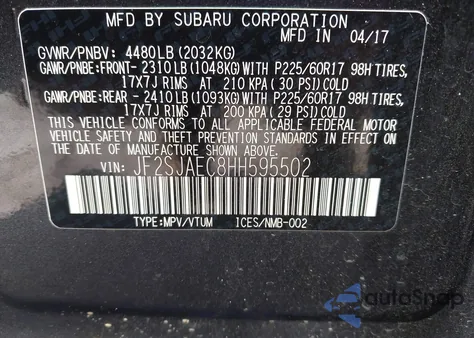 MFD BY SUBARU CORPORATION IN 04/17
GVWR/PNBV: 4480LB (2032KG)
GAWR/PNBE:FRONT- 2310LB (1048KG)WITH P225/60R17 98H TIRES,
17X7J RIMS AT 210 KPA ( 30 PSI)COLD
GAWR/PNBE:REAR - 2410LB (1093KG)WITH P225/60R17 98H TIRES,
17X7J RIMS AT 200 KPA ( 29 PSI)COLD
THIS VEHICLE CONFORMS TO ALL APPLICABLE FEDERAL MOTOR
VEHICLE SAFETY AND BUMPER STANDARDS IN EFFECT ON
THE DATE OF MANUFACTURE SHOWN ABOVE.
VIN: JF2SJAEC8HH595502
TYPE:MPV/VTUM ICES/NMB-002
autoSnap